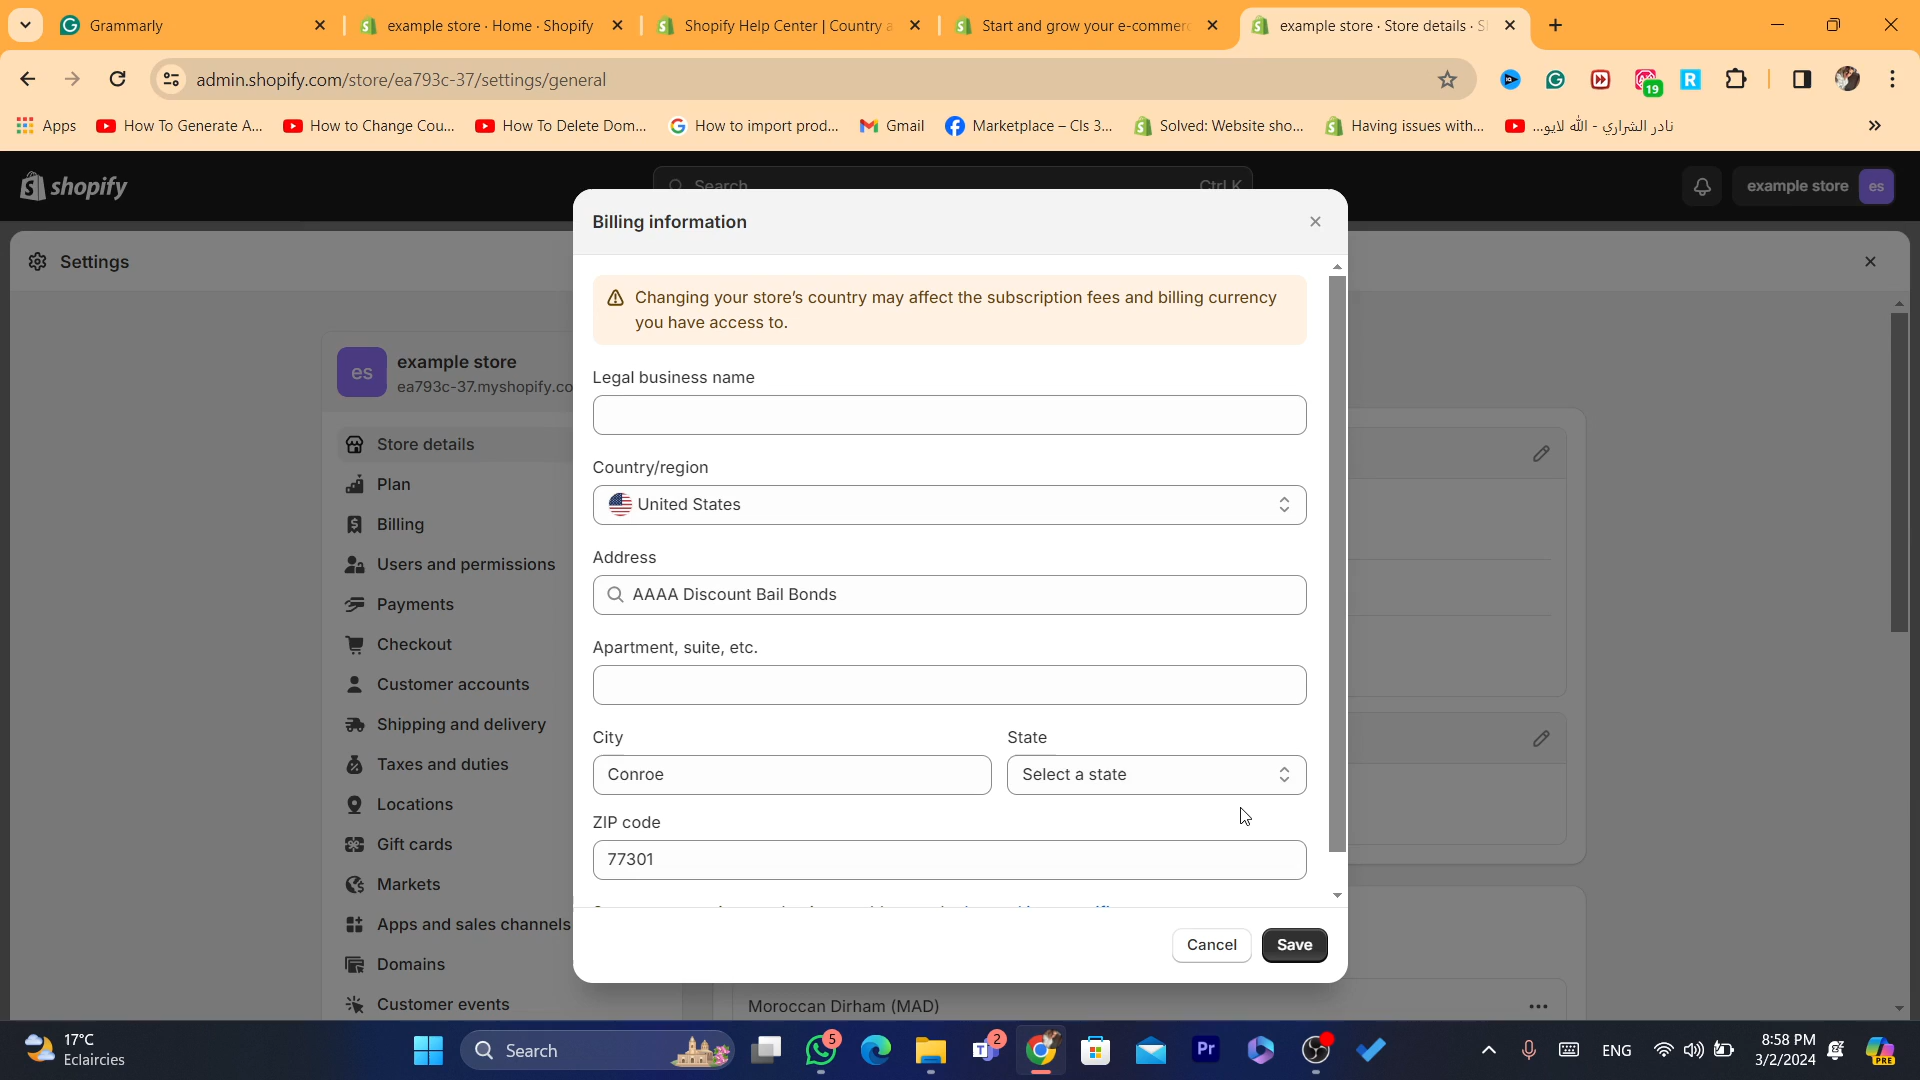 Grammarly
example store · Home · Shopify
Shopify Help Center | Country a
Start and grow your e-commerc
example store · Store details · S
admin.shopify.com/store/ea793c-37/settings/general
19
Apps
How To Generate A...
How to Change Cou...
How To Delete Dom...
How to import prod...
Gmail
Marketplace – Cls 3...
Solved: Website sho...
Having issues with...
نادر الشراري - الله لايو...
shopify
Search
Ctrl K
example store
es
Billing information
Settings
Changing your store's country may affect the subscription fees and billing currency
you have access to.
es
example store
ea793c-37.myshopify.co
Legal business name
Store details
Plan
Billing
Users and permissions
Payments
Checkout
Customer accounts
Shipping and delivery
Taxes and duties
Locations
Gift cards
Markets
Apps and sales channels
Domains
Customer events
Country/region
United States
Address
AAAA Discount Bail Bonds
Apartment, suite, etc.
City
State
Conroe
Select a state
ZIP code
77301
Cancel
Save
Moroccan Dirham (MAD)
17°C
Eclaircies
Search
5
2
Pr
ENG
8:58 PM
3/2/2024
PRE